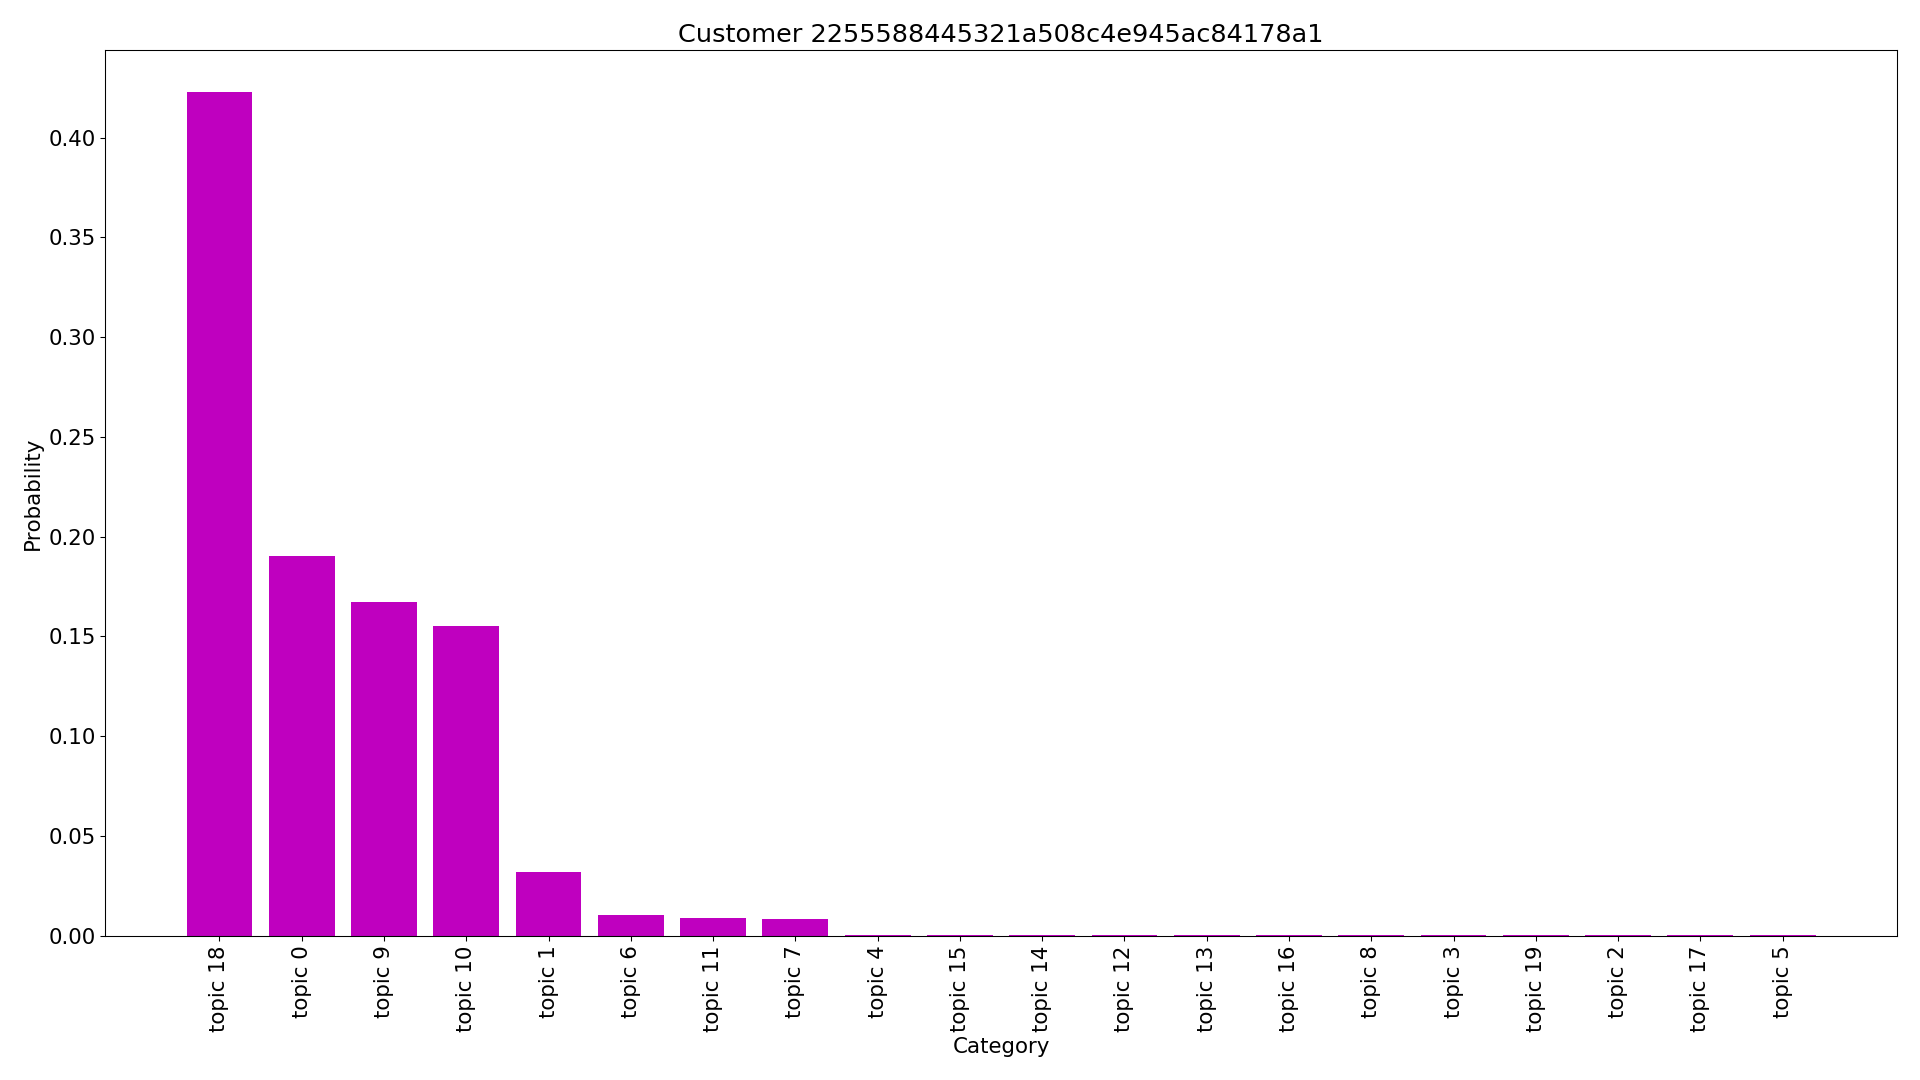 Customer 2255588445321a508c4e945ac84178a1
Probability
0.40
0.35
0.30
0.25
0.20
0.15
0.10
0.05
0.00
topic 18
topic 0
topic 9
topic 10
topic 1
topic 6
topic 11
topic 7
topic 4
topic 15
topic 14
topic 12
topic 13
topic 16
topic 8
topic 3
topic 19
topic 2
topic 17
topic 5
Category